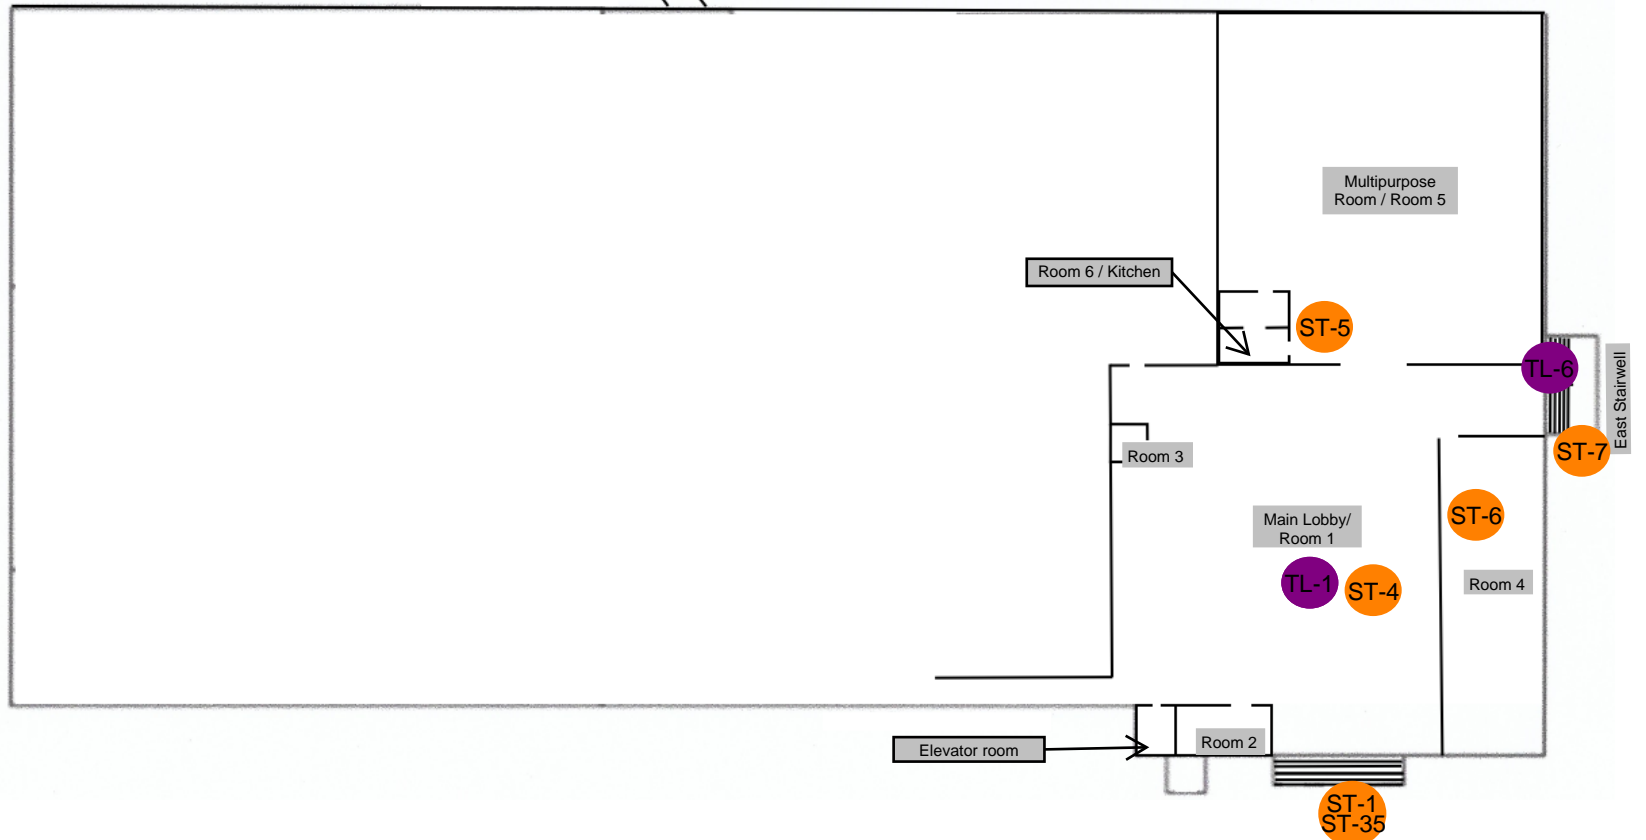 Multipurpose
Room / Room 5
Room 6 / Kitchen
ST-5
TL-6
East Stairwell
ST-7
Room 3
ST-6
Main Lobby/
Room 1
TL-1
ST-4
Room 4
Room 2
Elevator room
ST-1
ST-35